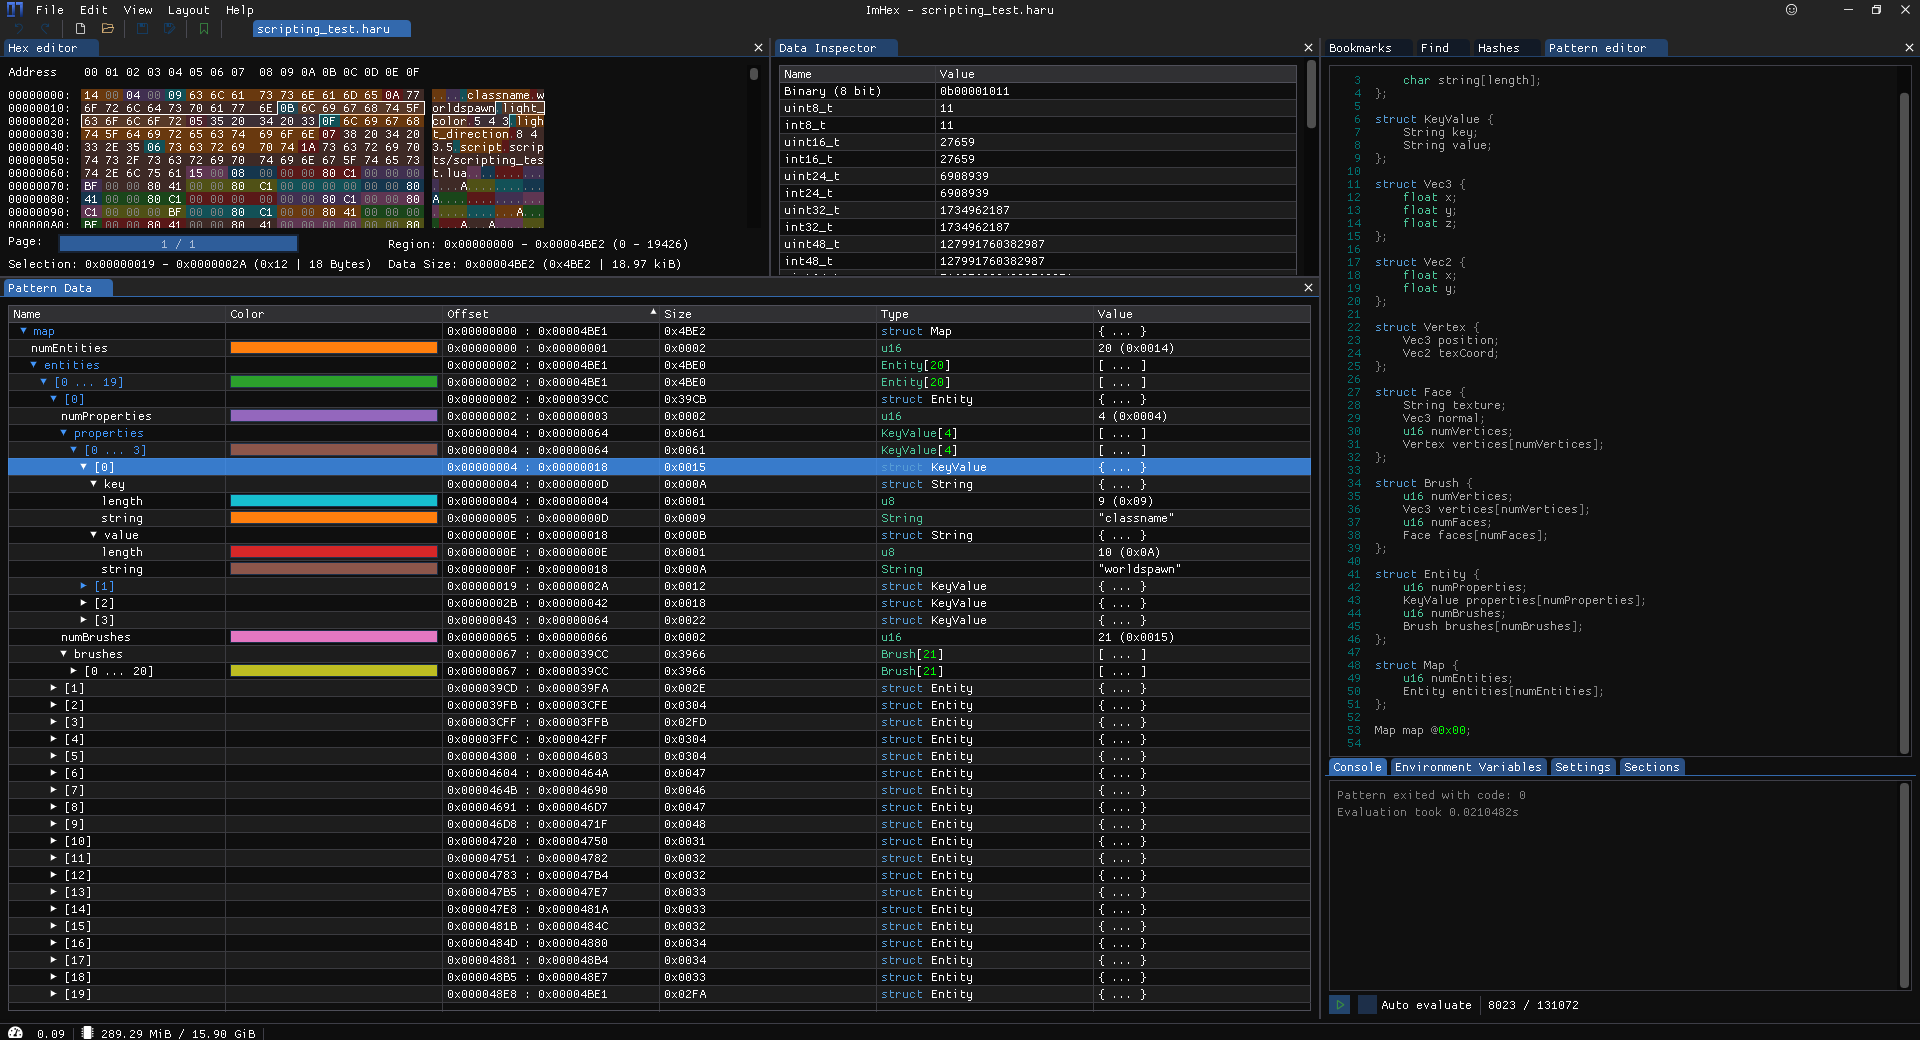 File Edit View Layout Help
ImHex - scripting_test.haru
scripting_test.haru
Hex editor
Address 00 01 02 03 04 05 06 07 08 09 0A 0B 0C 0D 0E 0F
00000000: 14 00 04 00 09 63 6C 61 73 73 6E 61 6D 65 0A 77 .....classname.w
00000010: 6F 72 6C 64 73 70 61 77 6E 0B 6C 69 67 68 74 5F orldspawn.light_
00000020: 63 6F 6C 6F 72 05 35 20 34 20 33 0F 6C 69 67 68 color.5 4 3.ligh
00000030: 74 5F 64 69 72 65 63 74 69 6F 6E 07 38 20 34 20 t_direction.8 4
00000040: 33 2E 35 06 73 63 72 69 70 74 1A 73 63 72 69 70 3.5.script.scrip
00000050: 74 73 2F 73 63 72 69 70 74 69 6E 67 5F 74 65 73 ts/scripting_tes
00000060: 74 2E 6C 75 61 15 00 08 00 00 00 80 C1 00 00 00 t.lua...........
00000070: BF 00 00 80 41 00 00 80 C1 00 00 00 00 00 00 80 ....A...........
00000080: 41 00 00 80 C1 00 00 00 00 00 00 80 C1 00 00 80 A...............
00000090: C1 00 00 00 BF 00 00 80 C1 00 00 80 41 00 00 00 ............A...
Page: 1 / 1
Region: 0x00000000 - 0x00004BE2 (0 - 19426)
Selection: 0x00000019 - 0x0000002A (0x12 | 18 Bytes)
Data Size: 0x00004BE2 (0x4BE2 | 18.97 kiB)
Data Inspector
Name Value
Binary (8 bit) 0b00001011
uint8_t 11
int8_t 11
uint16_t 27659
int16_t 27659
uint24_t 6908939
int24_t 6908939
uint32_t 1734962187
int32_t 1734962187
uint48_t 127991760382987
int48_t 127991760382987
Pattern Data
Name Color Offset Size Type Value
map 0x00000000 : 0x00004BE1 0x4BE2 struct Map { ... }
numEntities 0x00000000 : 0x00000001 0x0002 u16 20 (0x0014)
entities 0x00000002 : 0x00004BE1 0x4BE0 Entity[20] [ ... ]
[0 ... 19] 0x00000002 : 0x00004BE1 0x4BE0 Entity[20] [ ... ]
[0] 0x00000002 : 0x000039CC 0x39CB struct Entity { ... }
numProperties 0x00000002 : 0x00000003 0x0002 u16 4 (0x0004)
properties 0x00000004 : 0x00000064 0x0061 KeyValue[4] [ ... ]
[0 ... 3] 0x00000004 : 0x00000064 0x0061 KeyValue[4] [ ... ]
[0] 0x00000004 : 0x00000018 0x0015 struct KeyValue { ... }
key 0x00000004 : 0x0000000D 0x000A struct String { ... }
length 0x00000004 : 0x00000004 0x0001 u8 9 (0x09)
string 0x00000005 : 0x0000000D 0x0009 String "classname"
value 0x0000000E : 0x00000018 0x000B struct String { ... }
length 0x0000000E : 0x0000000E 0x0001 u8 10 (0x0A)
string 0x0000000F : 0x00000018 0x000A String "worldspawn"
[1] 0x00000019 : 0x0000002A 0x0012 struct KeyValue { ... }
[2] 0x0000002B : 0x00000042 0x0018 struct KeyValue { ... }
[3] 0x00000043 : 0x00000064 0x0022 struct KeyValue { ... }
numBrushes 0x00000065 : 0x00000066 0x0002 u16 21 (0x0015)
brushes 0x00000067 : 0x000039CC 0x3966 Brush[21] [ ... ]
[0 ... 20] 0x00000067 : 0x000039CC 0x3966 Brush[21] [ ... ]
[1] 0x000039CD : 0x000039FA 0x002E struct Entity { ... }
[2] 0x000039FB : 0x00003CFE 0x0304 struct Entity { ... }
[3] 0x00003CFF : 0x00003FFB 0x02FD struct Entity { ... }
[4] 0x00003FFC : 0x000042FF 0x0304 struct Entity { ... }
[5] 0x00004300 : 0x00004603 0x0304 struct Entity { ... }
[6] 0x00004604 : 0x0000464A 0x0047 struct Entity { ... }
[7] 0x0000464B : 0x00004690 0x0046 struct Entity { ... }
[8] 0x00004691 : 0x000046D7 0x0047 struct Entity { ... }
[9] 0x000046D8 : 0x0000471F 0x0048 struct Entity { ... }
[10] 0x00004720 : 0x00004750 0x0031 struct Entity { ... }
[11] 0x00004751 : 0x00004782 0x0032 struct Entity { ... }
[12] 0x00004783 : 0x000047B4 0x0032 struct Entity { ... }
[13] 0x000047B5 : 0x000047E7 0x0033 struct Entity { ... }
[14] 0x000047E8 : 0x0000481A 0x0033 struct Entity { ... }
[15] 0x0000481B : 0x0000484C 0x0032 struct Entity { ... }
[16] 0x0000484D : 0x00004880 0x0034 struct Entity { ... }
[17] 0x00004881 : 0x000048B4 0x0034 struct Entity { ... }
[18] 0x000048B5 : 0x000048E7 0x0033 struct Entity { ... }
[19] 0x000048E8 : 0x00004BE1 0x02FA struct Entity { ... }
Bookmarks Find Hashes Pattern editor
3 char string[length];
4 };
5
6 struct KeyValue {
7 String key;
8 String value;
9 };
10
11 struct Vec3 {
12 float x;
13 float y;
14 float z;
15 };
16
17 struct Vec2 {
18 float x;
19 float y;
20 };
21
22 struct Vertex {
23 Vec3 position;
24 Vec2 texCoord;
25 };
26
27 struct Face {
28 String texture;
29 Vec3 normal;
30 u16 numVertices;
31 Vertex vertices[numVertices];
32 };
33
34 struct Brush {
35 u16 numVertices;
36 Vec3 vertices[numVertices];
37 u16 numFaces;
38 Face faces[numFaces];
39 };
40
41 struct Entity {
42 u16 numProperties;
43 KeyValue properties[numProperties];
44 u16 numBrushes;
45 Brush brushes[numBrushes];
46 };
47
48 struct Map {
49 u16 numEntities;
50 Entity entities[numEntities];
51 };
52
53 Map map @0x00;
54
Console Environment Variables Settings Sections
Pattern exited with code: 0
Evaluation took 0.0210482s
Auto evaluate 8023 / 131072
0.09 289.29 MiB / 15.90 GiB